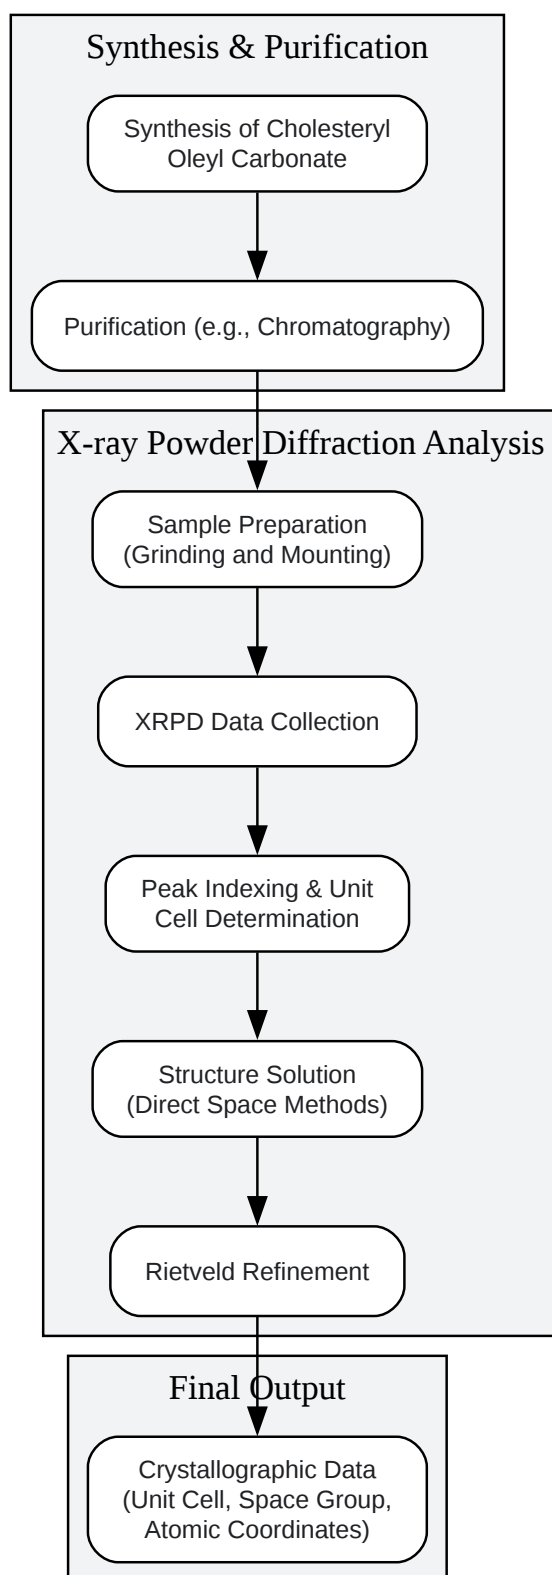 Synthesis & Purification
Synthesis of Cholesteryl
Oleyl Carbonate
Purification (e.g., Chromatography)
X-ray Powder Diffraction Analysis
Sample Preparation
(Grinding and Mounting)
XRPD Data Collection
Peak Indexing & Unit
Cell Determination
Structure Solution
(Direct Space Methods)
Rietveld Refinement
Final Output
Crystallographic Data
(Unit Cell, Space Group,
Atomic Coordinates)